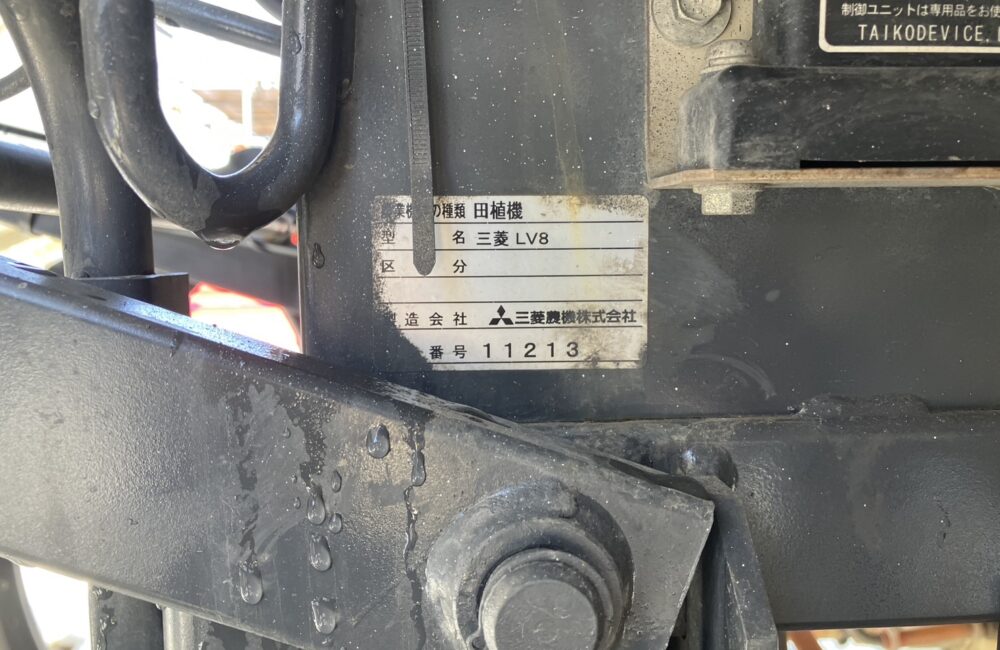 制御ユニットは専用品をお使
TAIKODEVICE.
業機 の種類 田植機
型 名 三菱 LV8
区 分
造会社 三菱農機株式会社
番号 11213